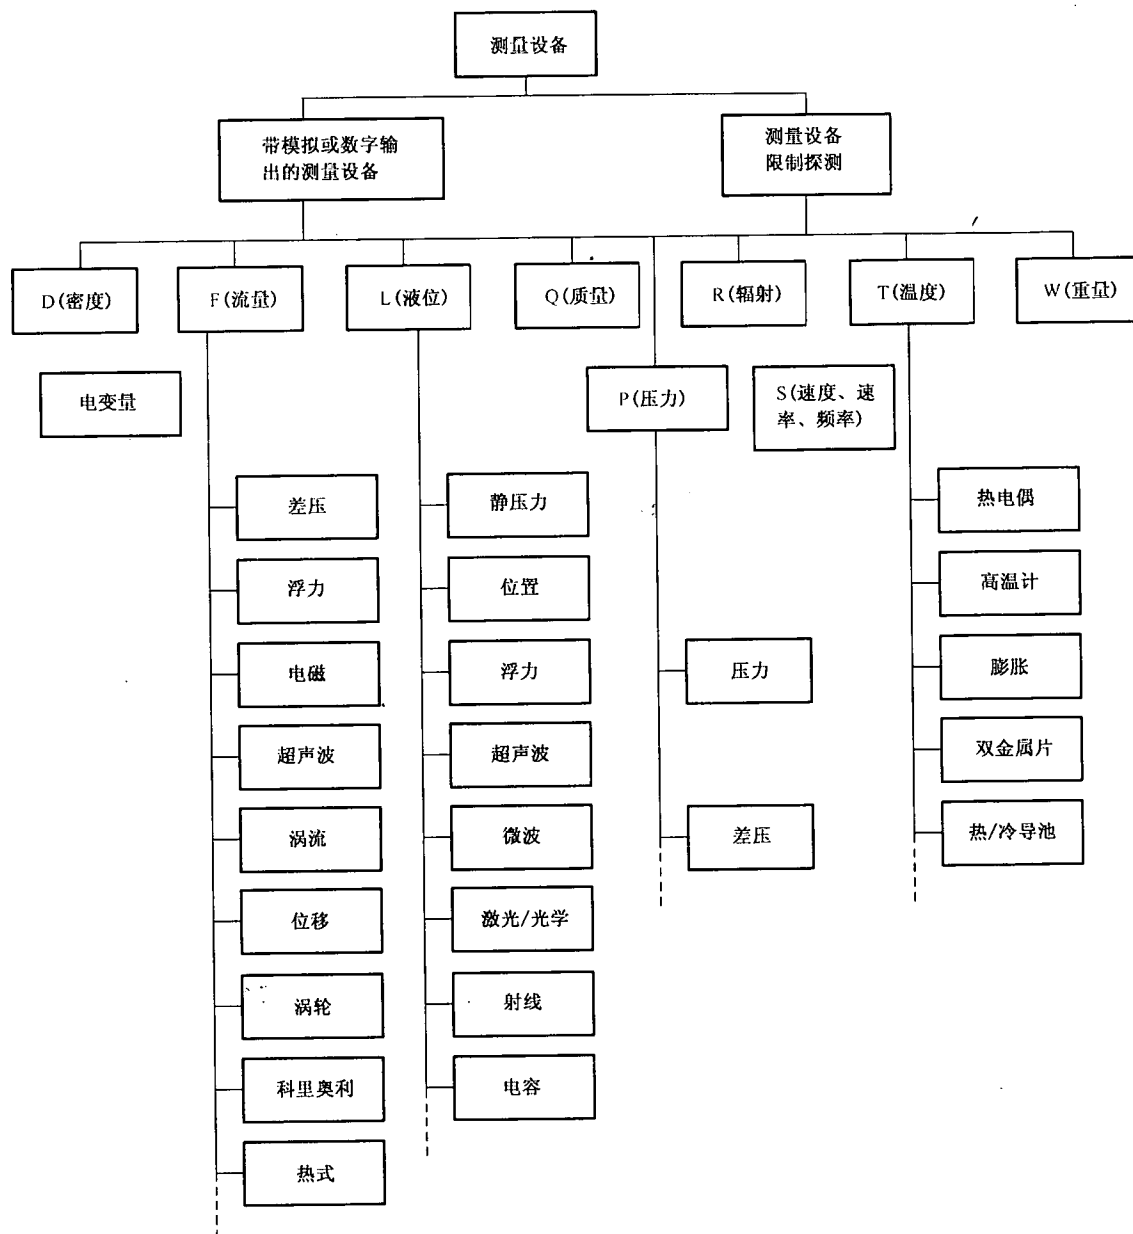 测量设备
带模拟或数字输
出的测量设备
测量设备
限制探测
D(密度)
F(流量)
L(液位)
Q(质量)
R(辐射)
T(温度)
W(重量)
电变量
P(压力)
S(速度、速
率、频率)
差压
浮力
电磁
超声波
涡流
位移
涡轮
科里奥利
热式
静压力
位置
浮力
超声波
微波
激光/光学
射线
电容
压力
差压
热电偶
高温计
膨胀
双金属片
热/冷导池